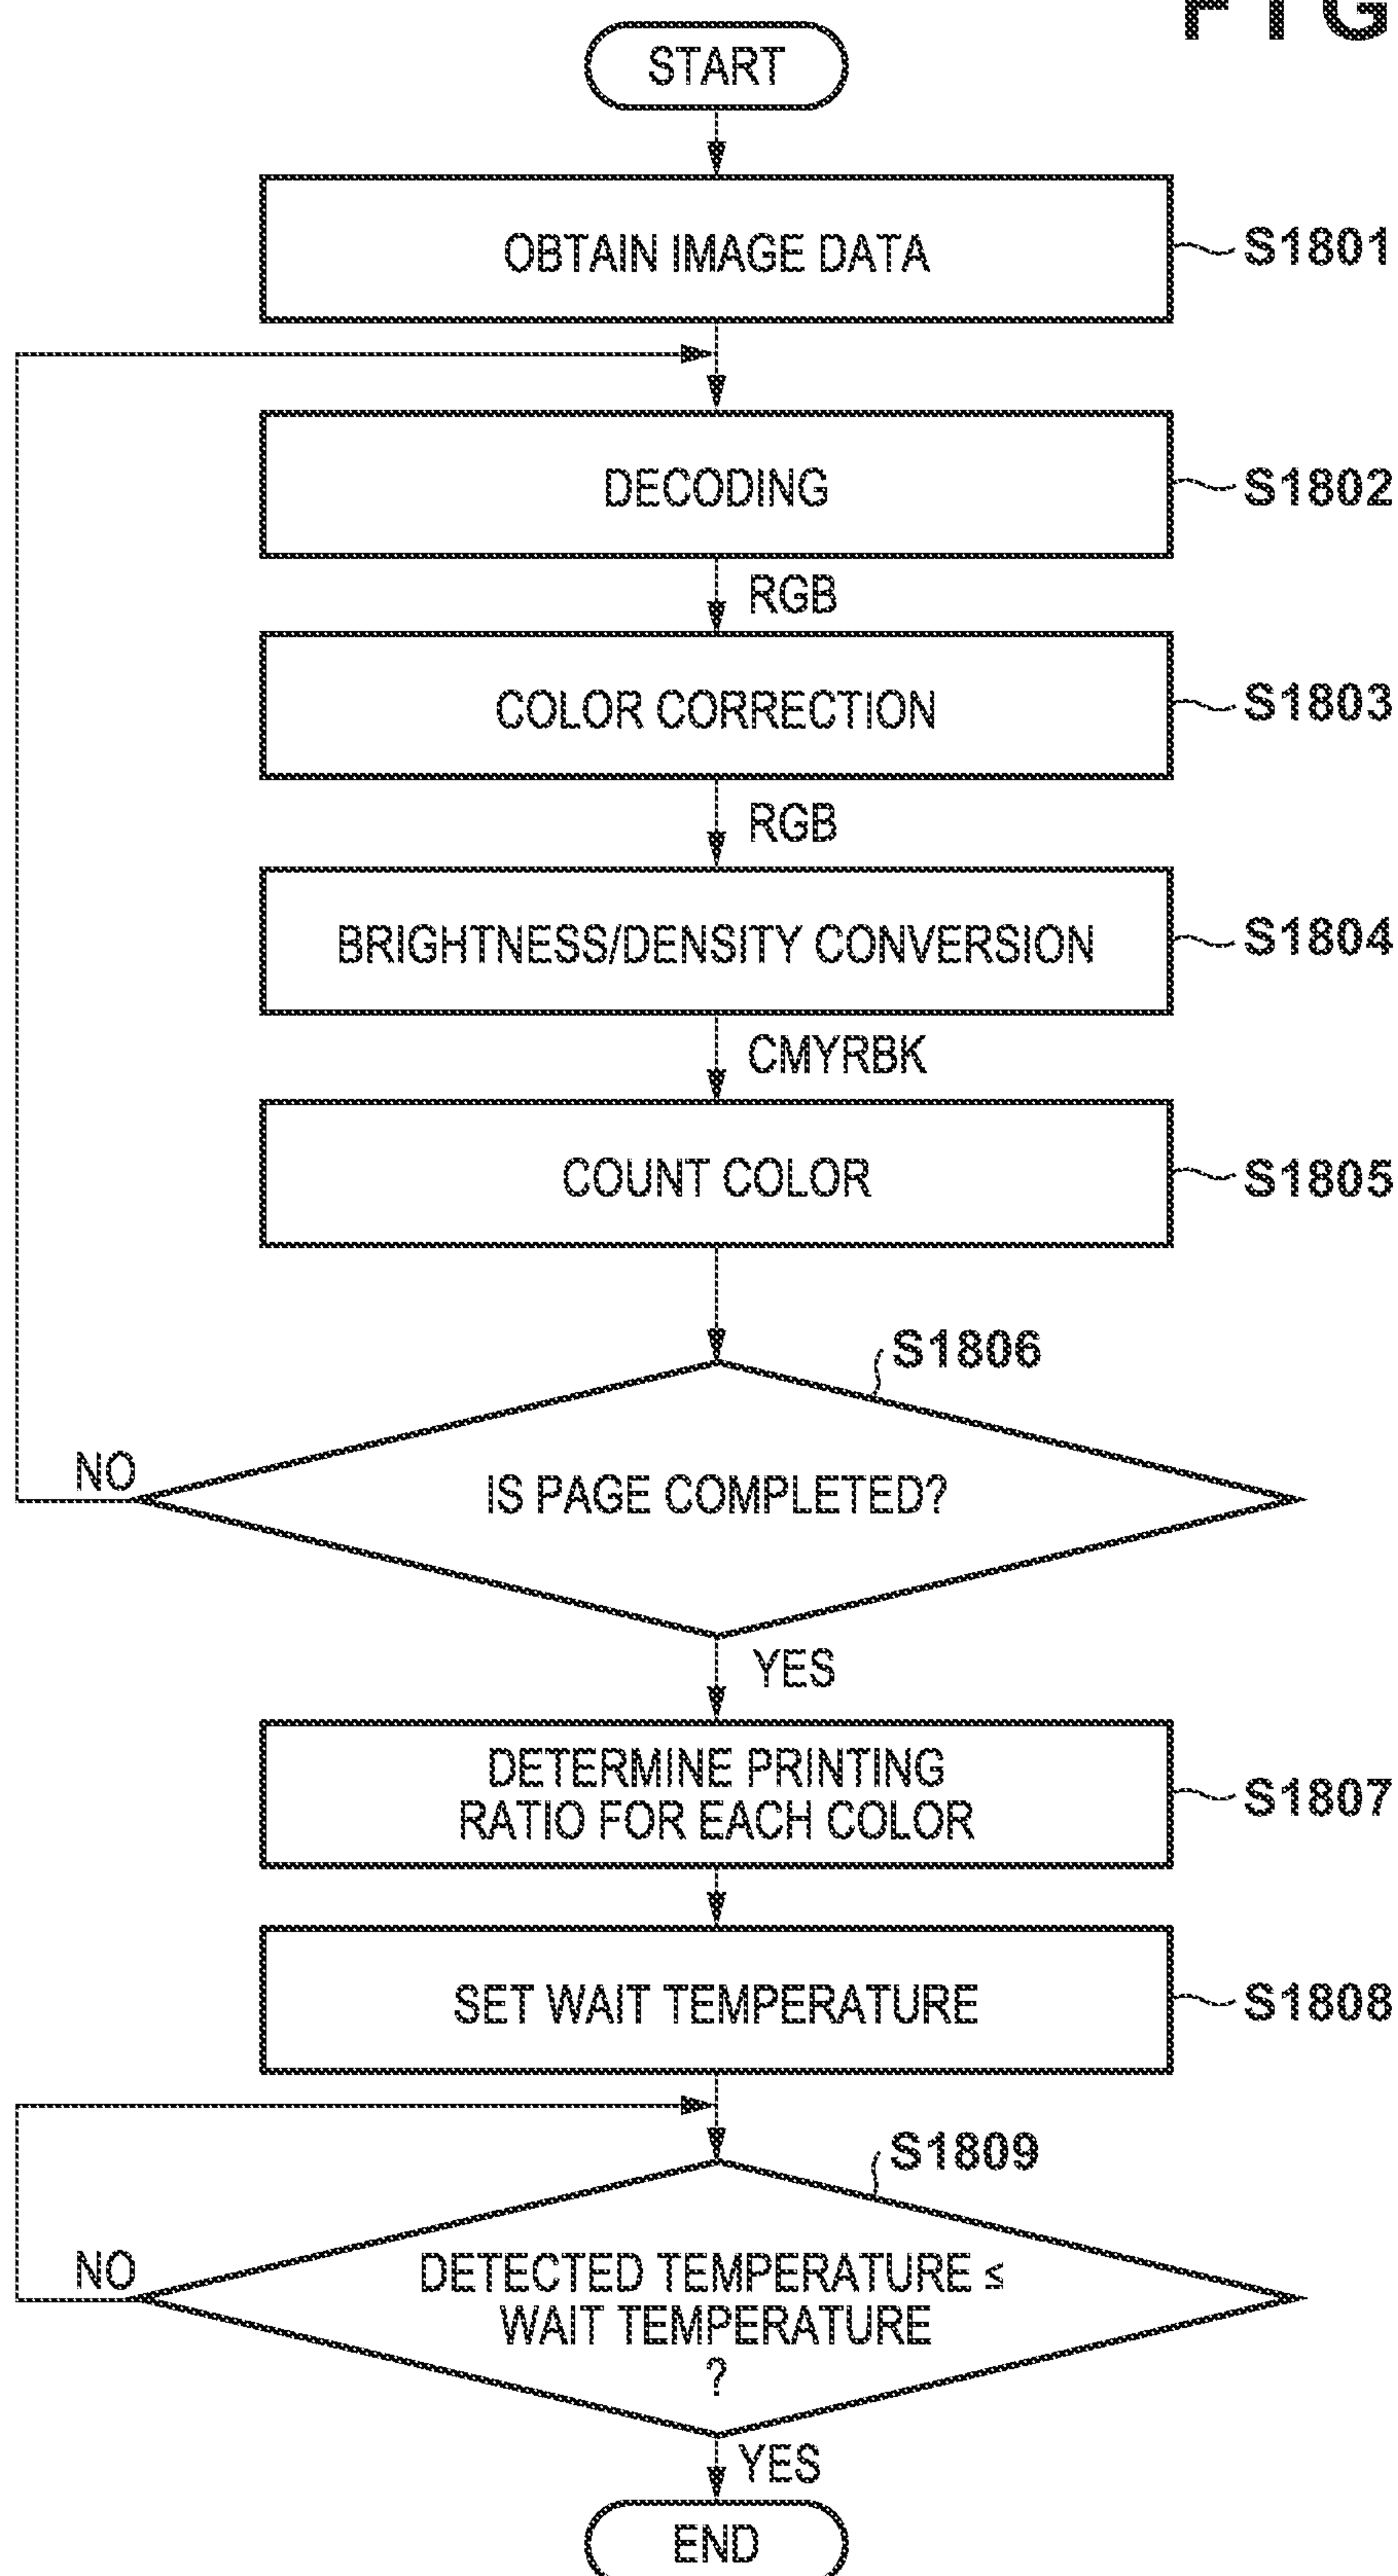 FIG
START
OBTAIN IMAGE DATA
S1801
DECODING
S1802
RGB
COLOR CORRECTION
S1803
RGB
BRIGHTNESS/DENSITY CONVERSION
S1804
CMYRBK
COUNT COLOR
S1805
S1806
NO
IS PAGE COMPLETED?
YES
DETERMINE PRINTING
RATIO FOR EACH COLOR
S1807
SET WAIT TEMPERATURE
S1808
S1809
NO
DETECTED TEMPERATURE ≤
WAIT TEMPERATURE
?
YES
END